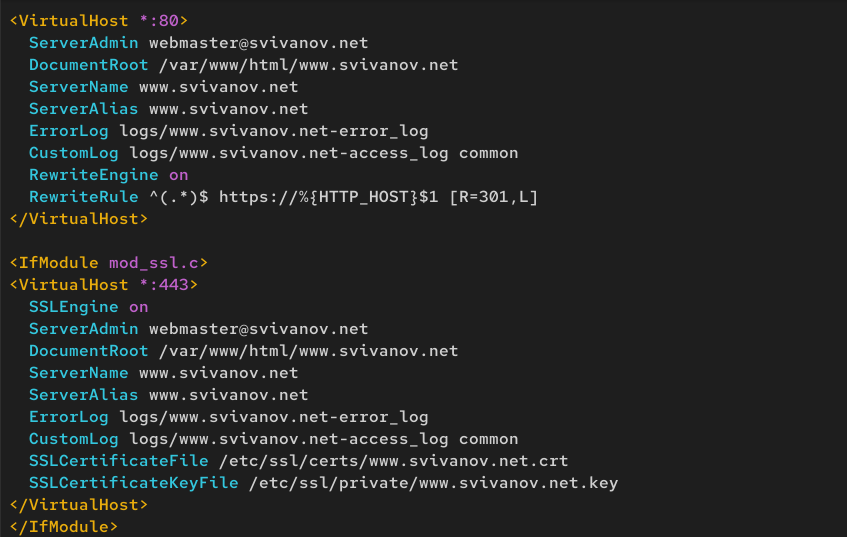 <VirtualHost *:80>
  ServerAdmin webmaster@svivanov.net
  DocumentRoot /var/www/html/www.svivanov.net
  ServerName www.svivanov.net
  ServerAlias www.svivanov.net
  ErrorLog logs/www.svivanov.net-error_log
  CustomLog logs/www.svivanov.net-access_log common
  RewriteEngine on
  RewriteRule ^(.*)$ https://%{HTTP_HOST}$1 [R=301,L]
</VirtualHost>

<IfModule mod_ssl.c>
<VirtualHost *:443>
  SSLEngine on
  ServerAdmin webmaster@svivanov.net
  DocumentRoot /var/www/html/www.svivanov.net
  ServerName www.svivanov.net
  ServerAlias www.svivanov.net
  ErrorLog logs/www.svivanov.net-error_log
  CustomLog logs/www.svivanov.net-access_log common
  SSLCertificateFile /etc/ssl/certs/www.svivanov.net.crt
  SSLCertificateKeyFile /etc/ssl/private/www.svivanov.net.key
</VirtualHost>
</IfModule>